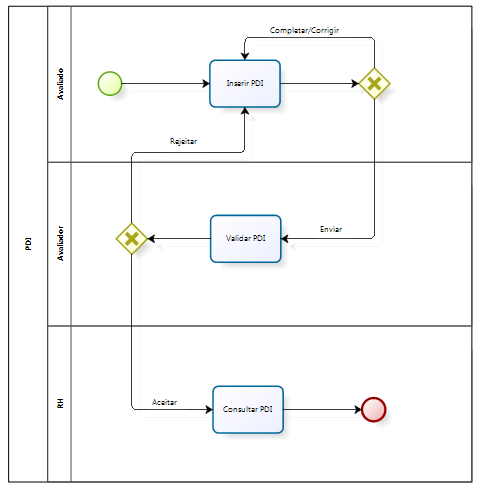 PDI
Avaliado
Completar/Corrigir
Inserir PDI
Rejeitar
Avaliador
Validar PDI
Enviar
RH
Aceitar
Consultar PDI